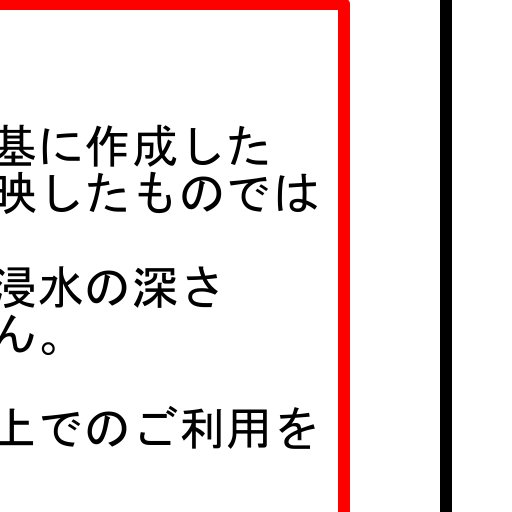 基に作成した
映したものでは
浸水の深さ
ん。
上でのご利用を